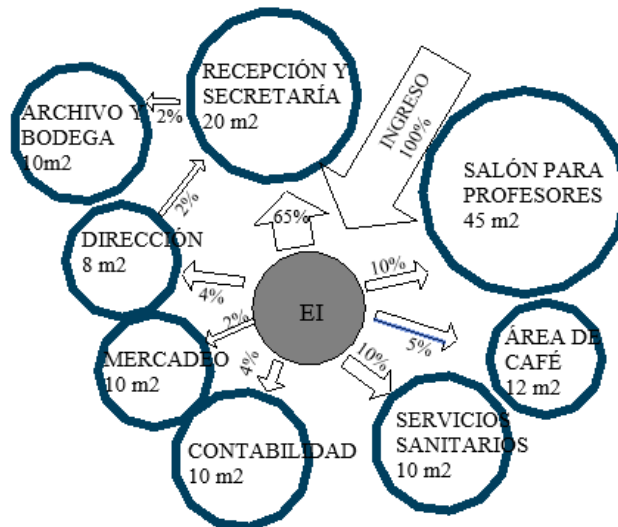 RECEPCIÓN Y
SECRETARÍA
20 m2
INGRESO
100%
ARCHIVO Y
BODEGA
10m2
2%
SALÓN PARA
PROFESORES
45 m2
2%
65%
DIRECCIÓN
8 m2
4%
10%
EI
2%
5%
ÁREA DE
CAFÉ
12 m2
MERCADEO
10 m2
4%
10%
CONTABILIDAD
10 m2
SERVICIOS
SANITARIOS
10 m2